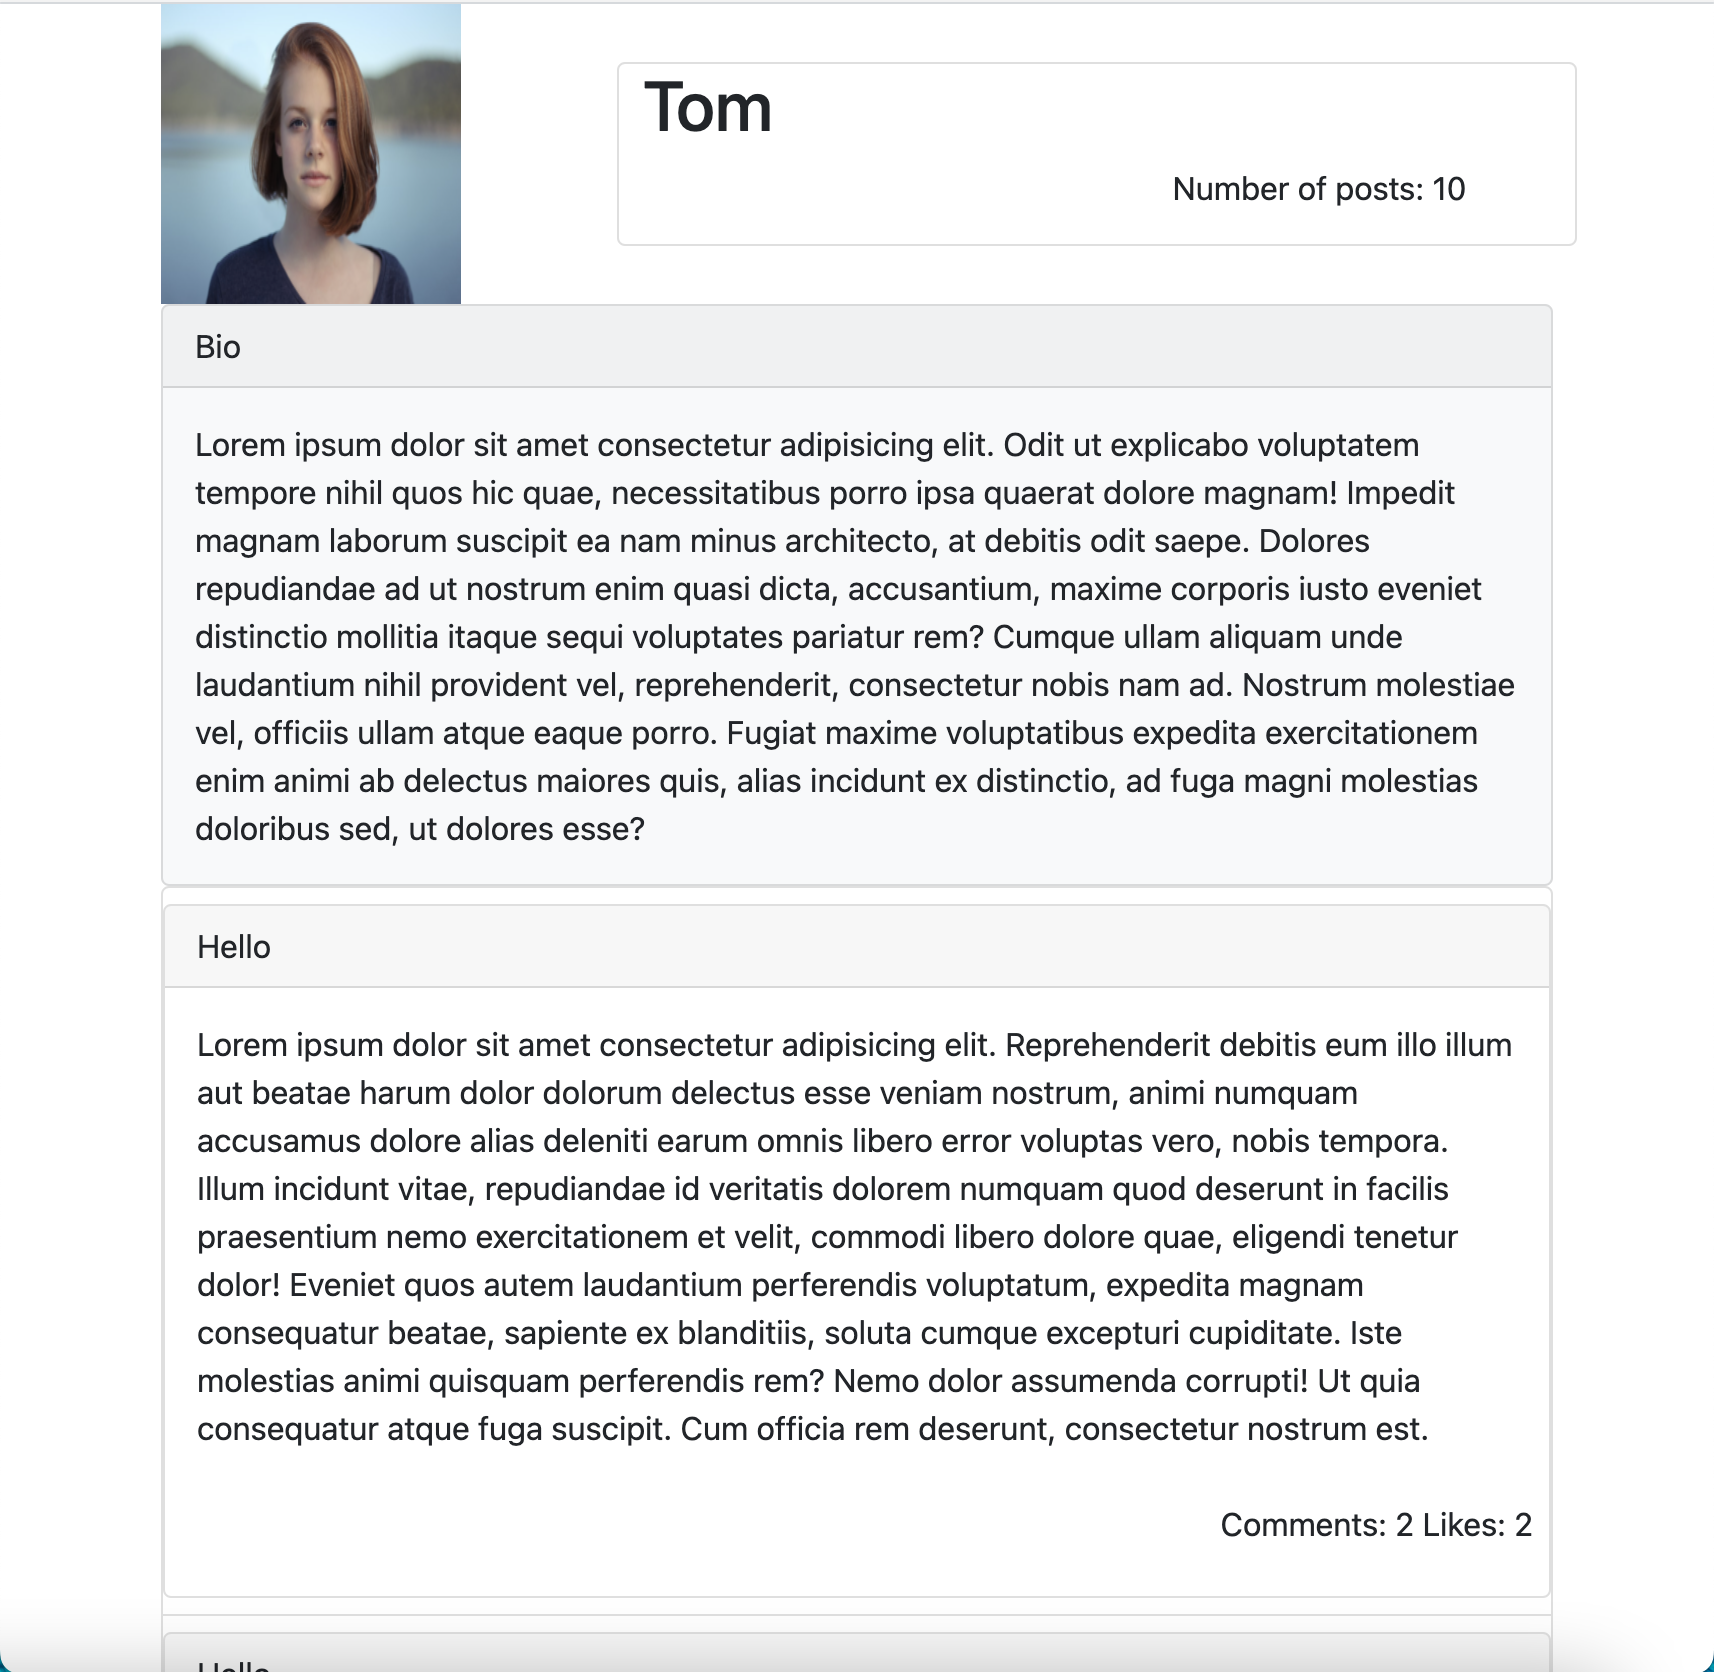 Tom
Number of posts: 10
Bio
Lorem ipsum dolor sit amet consectetur adipisicing elit. Odit ut explicabo voluptatem
tempore nihil quos hic quae, necessitatibus porro ipsa quaerat dolore magnam! Impedit
magnam laborum suscipit ea nam minus architecto, at debitis odit saepe. Dolores
repudiandae ad ut nostrum enim quasi dicta, accusantium, maxime corporis iusto eveniet
distinctio mollitia itaque sequi voluptates pariatur rem? Cumque ullam aliquam unde
laudantium nihil provident vel, reprehenderit, consectetur nobis nam ad. Nostrum molestiae
vel, officiis ullam atque eaque porro. Fugiat maxime voluptatibus expedita exercitationem
enim animi ab delectus maiores quis, alias incidunt ex distinctio, ad fuga magni molestias
doloribus sed, ut dolores esse?
Hello
Lorem ipsum dolor sit amet consectetur adipisicing elit. Reprehenderit debitis eum illo illum
aut beatae harum dolor dolorum delectus esse veniam nostrum, animi numquam
accusamus dolore alias deleniti earum omnis libero error voluptas vero, nobis tempora.
Illum incidunt vitae, repudiandae id veritatis dolorem numquam quod deserunt in facilis
praesentium nemo exercitationem et velit, commodi libero dolore quae, eligendi tenetur
dolor! Eveniet quos autem laudantium perferendis voluptatum, expedita magnam
consequatur beatae, sapiente ex blanditiis, soluta cumque excepturi cupiditate. Iste
molestias animi quisquam perferendis rem? Nemo dolor assumenda corrupti! Ut quia
consequatur atque fuga suscipit. Cum officia rem deserunt, consectetur nostrum est.
Comments: 2 Likes: 2
Hello